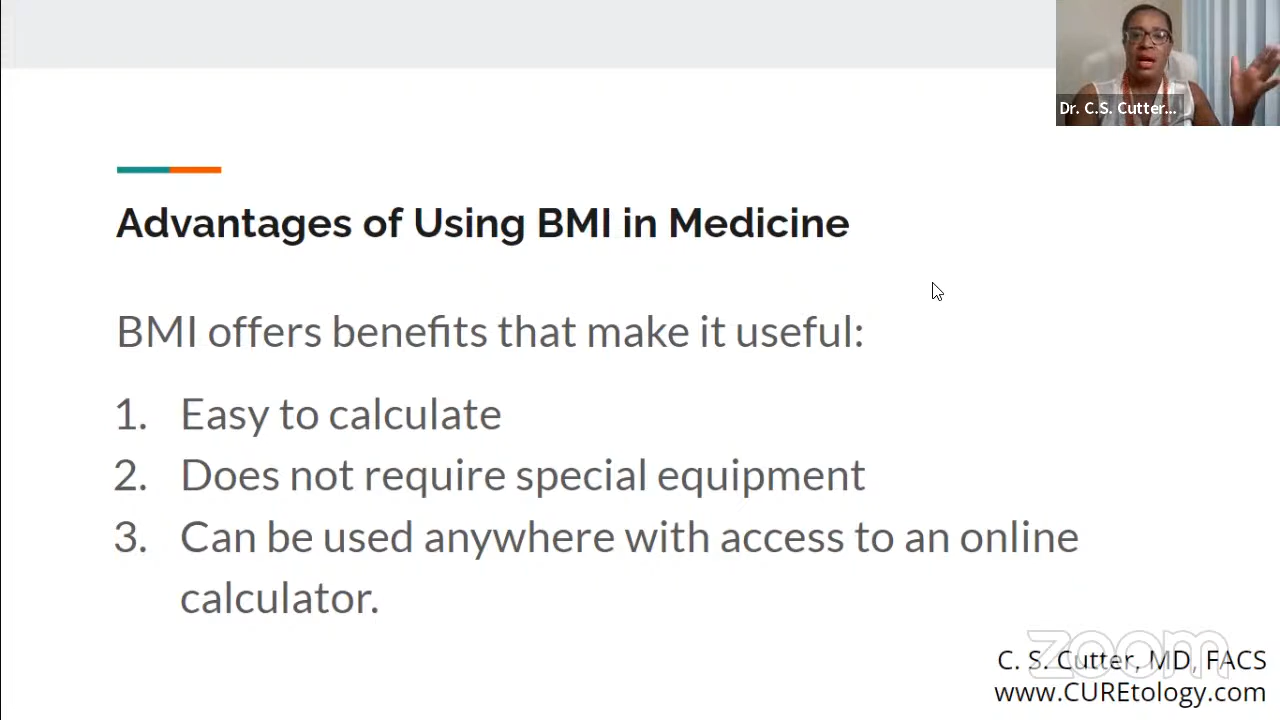 Dr. C.S. Cutter...
Advantages of Using BMI in Medicine
BMI offers benefits that make it useful:
1. Easy to calculate
2. Does not require special equipment
3. Can be used anywhere with access to an online
calculator.
zoom
C. S. Cutter, MD, FACS
www.CUREtology.com